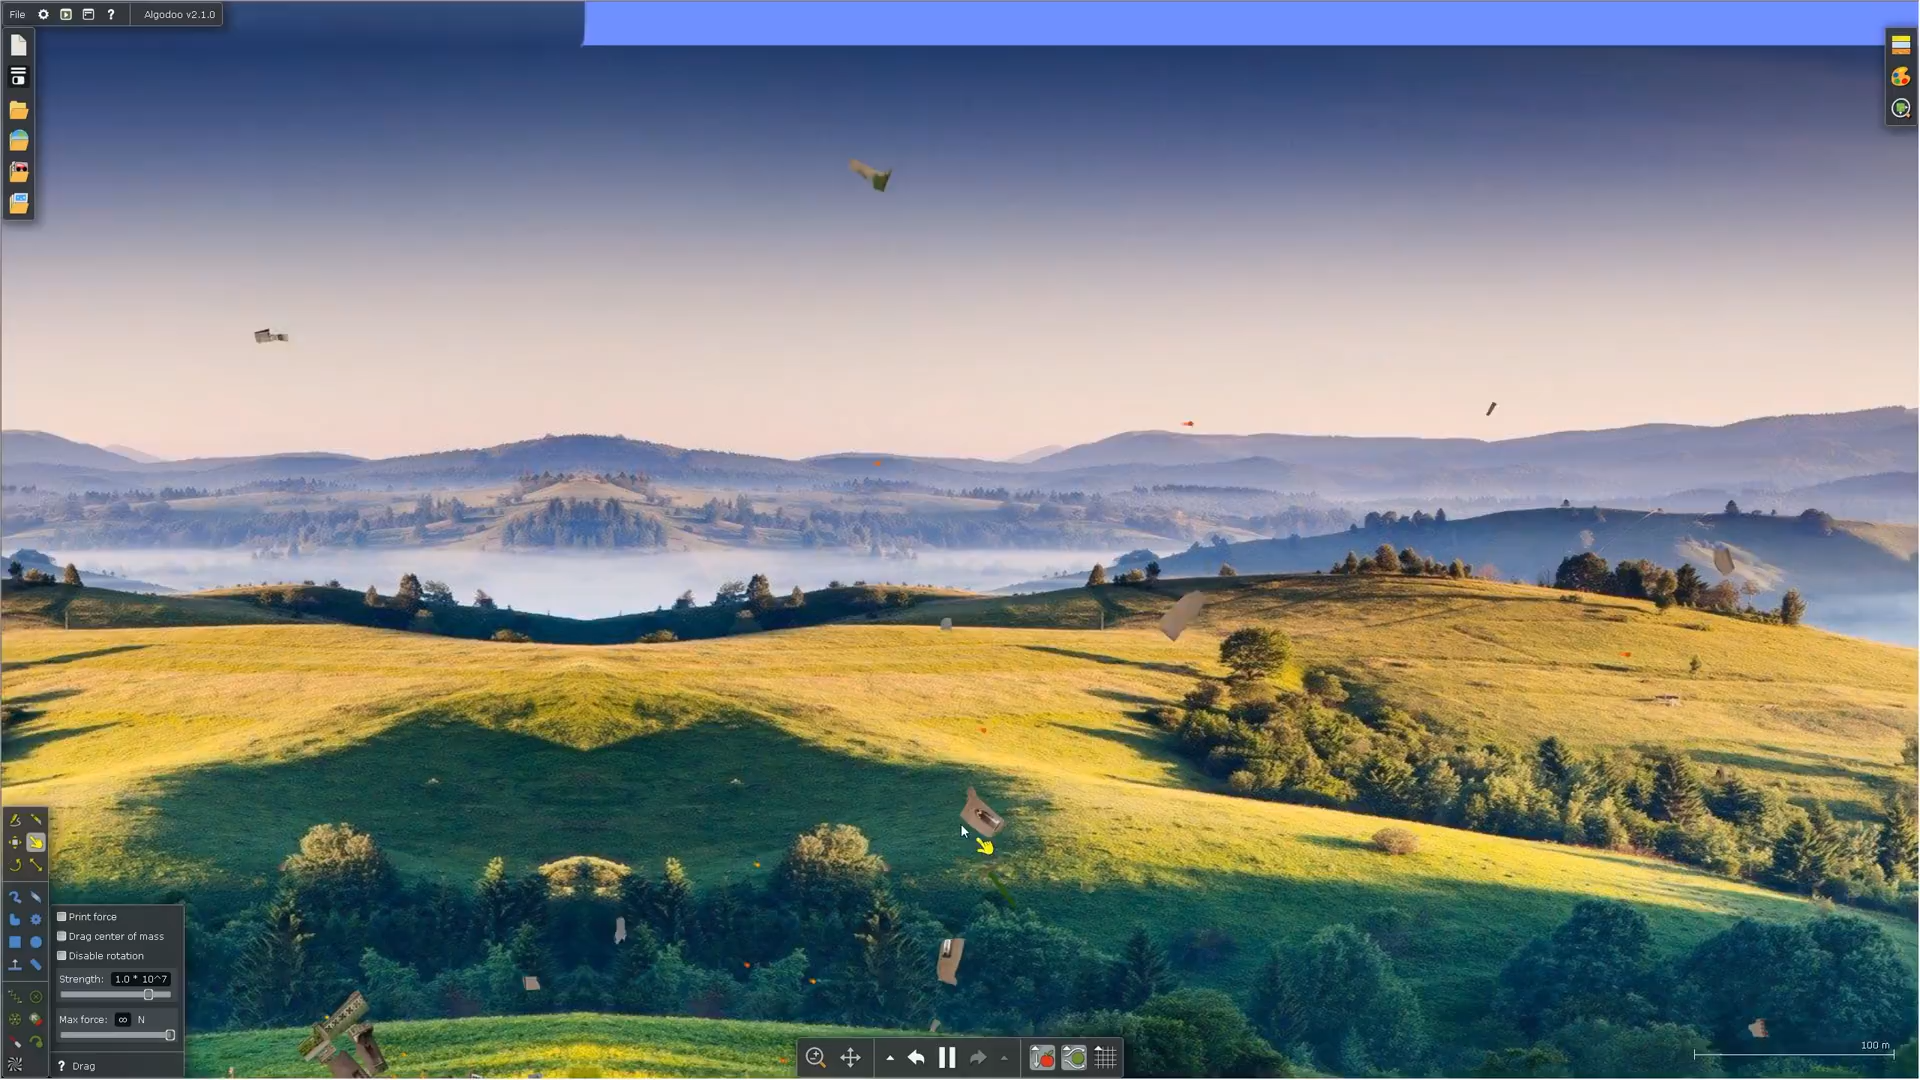 File ? Algodoo v2.1.0
Print force
Drag center of mass
Disable rotation
Strength: 1.0 * 10^7
Max force: ∞ N
? Drag
100 m